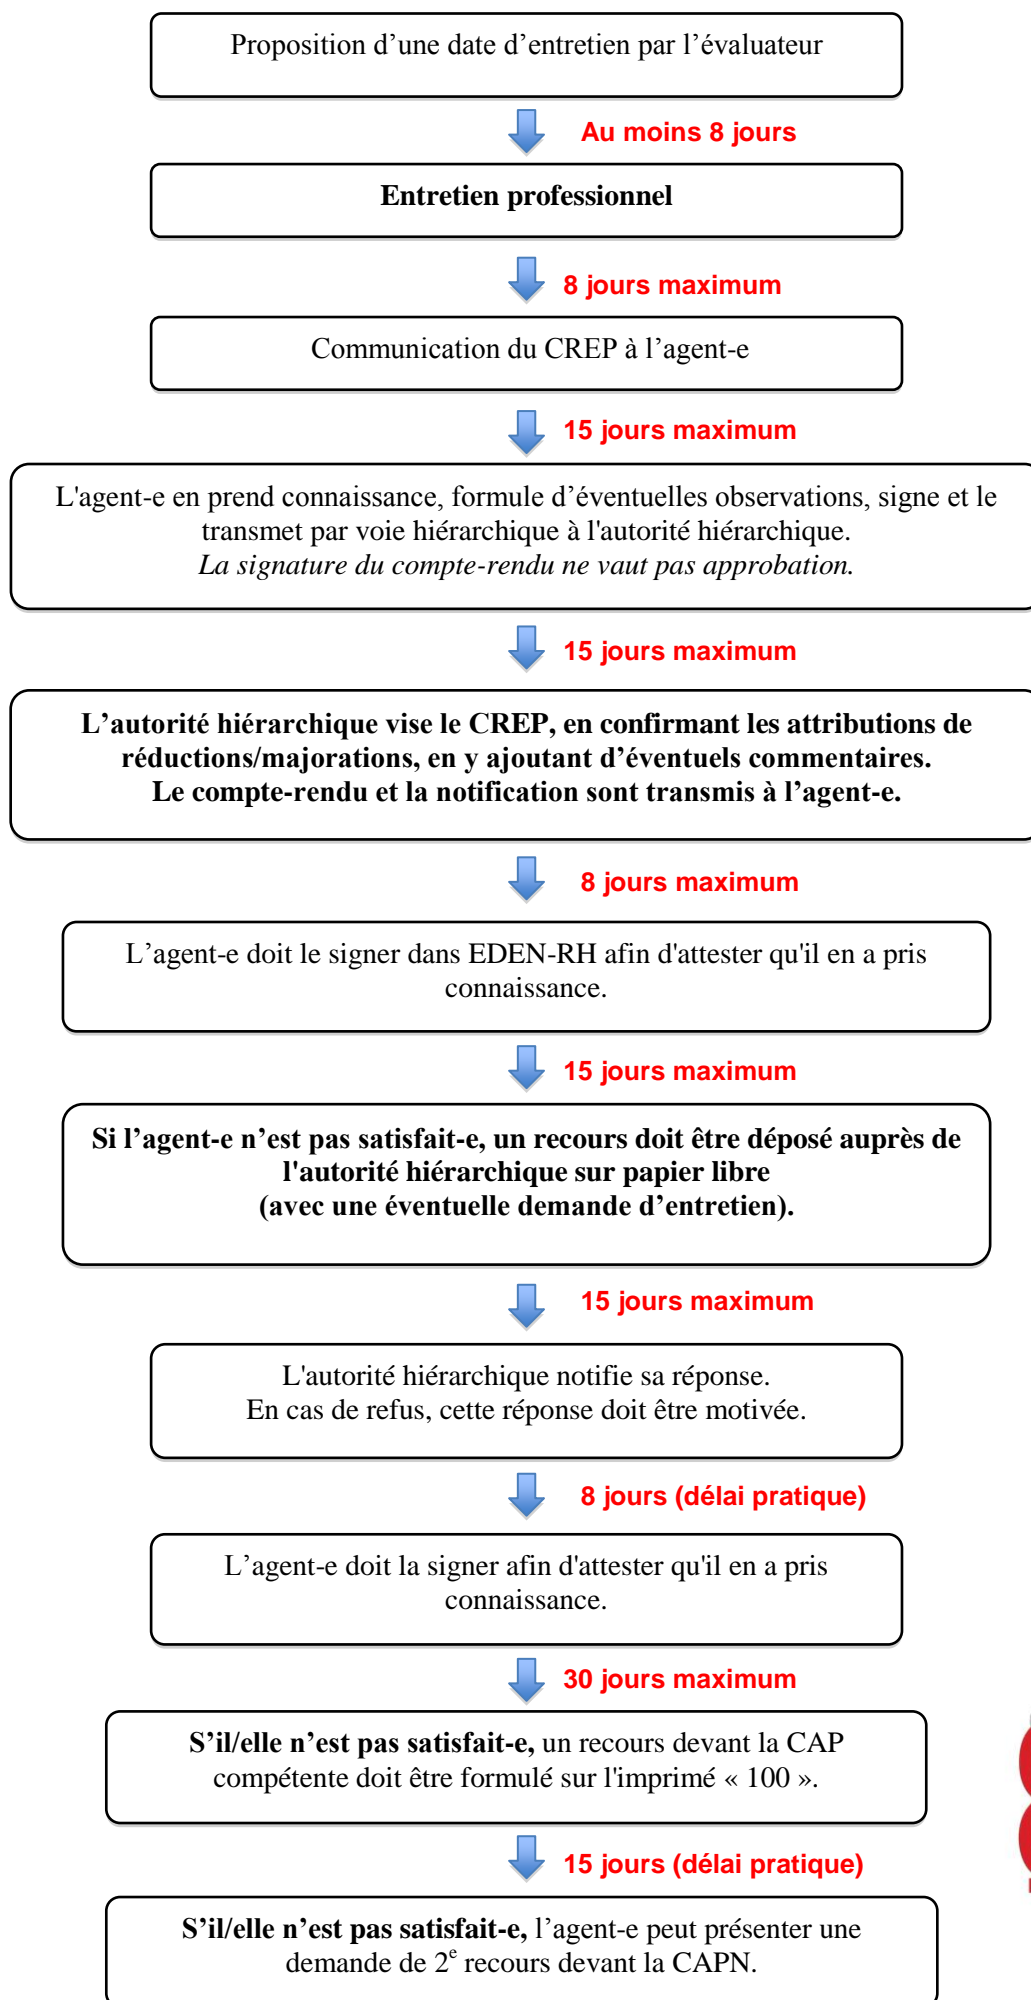 Proposition d’une date d’entretien par l’évaluateur
Au moins 8 jours
Entretien professionnel
8 jours maximum
Communication du CREP à l’agent-e
15 jours maximum
L'agent-e en prend connaissance, formule d’éventuelles observations, signe et le
transmet par voie hiérarchique à l'autorité hiérarchique.
La signature du compte-rendu ne vaut pas approbation.
15 jours maximum
L’autorité hiérarchique vise le CREP, en confirmant les attributions de
réductions/majorations, en y ajoutant d’éventuels commentaires.
Le compte-rendu et la notification sont transmis à l’agent-e.
8 jours maximum
L’agent-e doit le signer dans EDEN-RH afin d'attester qu'il en a pris
connaissance.
15 jours maximum
Si l’agent-e n’est pas satisfait-e, un recours doit être déposé auprès de
l'autorité hiérarchique sur papier libre
(avec une éventuelle demande d’entretien).
15 jours maximum
L'autorité hiérarchique notifie sa réponse.
En cas de refus, cette réponse doit être motivée.
8 jours (délai pratique)
L’agent-e doit la signer afin d'attester qu'il en a pris
connaissance.
30 jours maximum
S’il/elle n’est pas satisfait-e, un recours devant la CAP
compétente doit être formulé sur l'imprimé « 100 ».
15 jours (délai pratique)
S’il/elle n’est pas satisfait-e, l’agent-e peut présenter une
demande de 2e recours devant la CAPN.